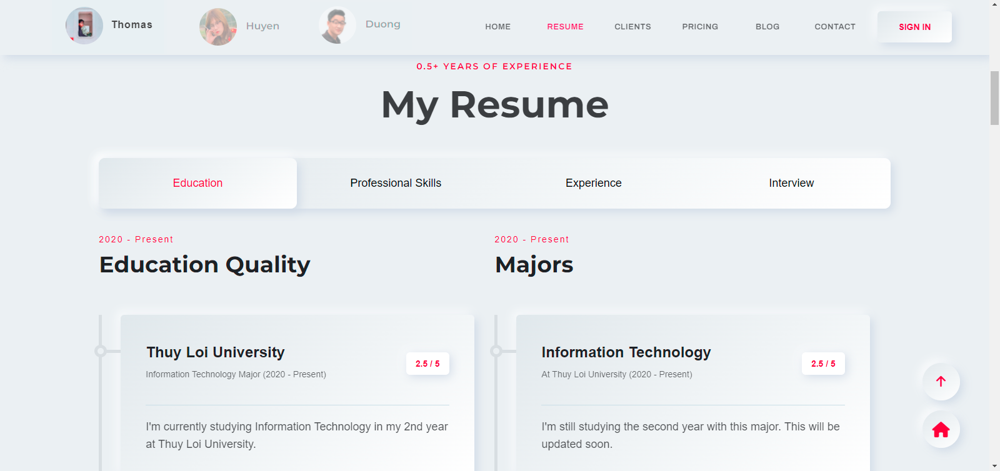 Thomas
Huyen
Duong
HOME
RESUME
CLIENTS
PRICING
BLOG
CONTACT
SIGN IN
0.5+ YEARS OF EXPERIENCE
My Resume
Education
Professional Skills
Experience
Interview
2020 - Present
Education Quality
2020 - Present
Majors
Thuy Loi University
Information Technology Major (2020 - Present)
2.5 / 5
I'm currently studying Information Technology in my 2nd year
at Thuy Loi University.
Information Technology
At Thuy Loi University (2020 - Present)
2.5 / 5
I'm still studying the second year with this major. This will be
updated soon.